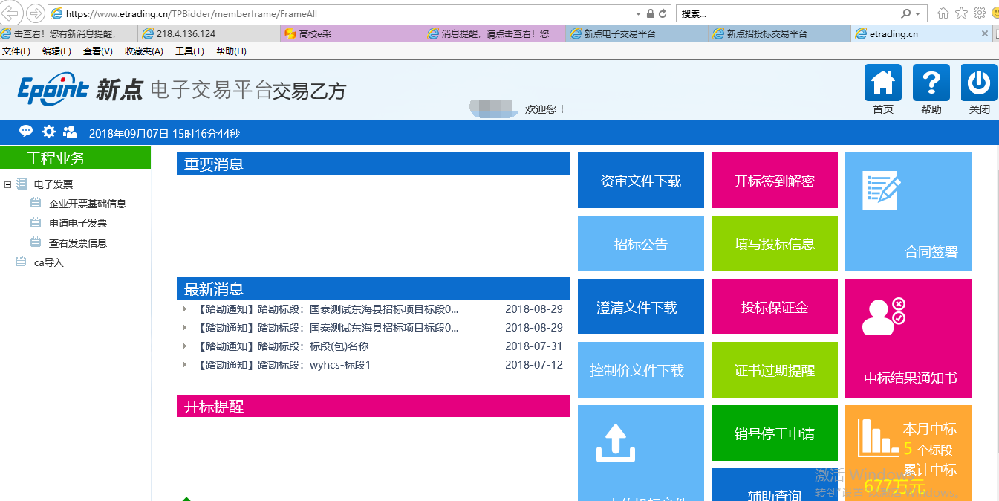 https://www.etrading.cn/TPBidder/memberframe/FrameAll
搜索...
击查看！您有新消息提醒，
218.4.136.124
高校e采
消息提醒，请点击查看！您
新点电子交易平台
新点招投标交易平台
etrading.cn
文件(F) 编辑(E) 查看(V) 收藏夹(A) 工具(T) 帮助(H)
Epoint 新点 电子交易平台交易乙方
欢迎您！
首页 帮助 关闭
2018年09月07日 15时16分44秒
工程业务
电子发票
企业开票基础信息
申请电子发票
查看发票信息
ca导入
重要消息
最新消息
【踏勘通知】踏勘标段：国泰测试东海县招标项目标段0... 2018-08-29
【踏勘通知】踏勘标段：国泰测试东海县招标项目标段0... 2018-08-29
【踏勘通知】踏勘标段：标段(包)名称 2018-07-31
【踏勘通知】踏勘标段：wyhcs-标段1 2018-07-12
开标提醒
资审文件下载
开标签到解密
合同签署
招标公告
填写投标信息
澄清文件下载
投标保证金
中标结果通知书
控制价文件下载
证书过期提醒
上传投标文件
销号停工申请
辅助查询
本月中标
5 个标段
累计中标
677万元
激活 Windows
转到"设置"以激活 Windows。